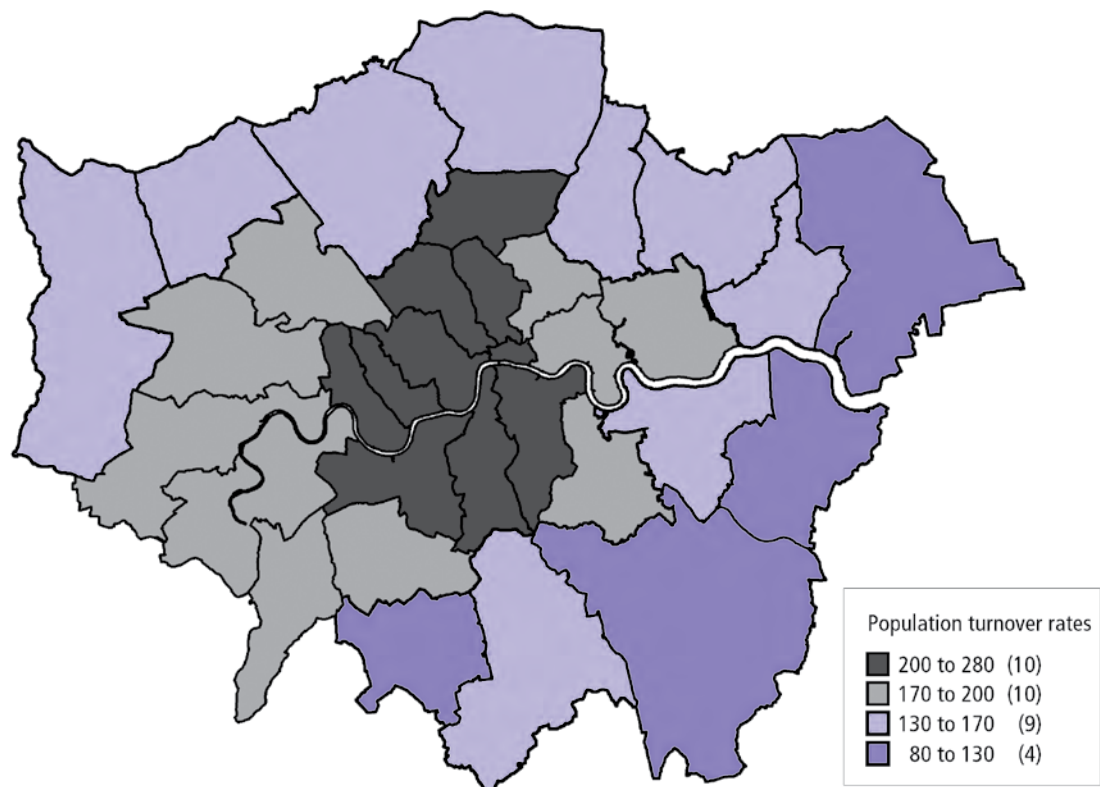 Population turnover rates
200 to 280 (10)
170 to 200 (10)
130 to 170 (9)
80 to 130 (4)